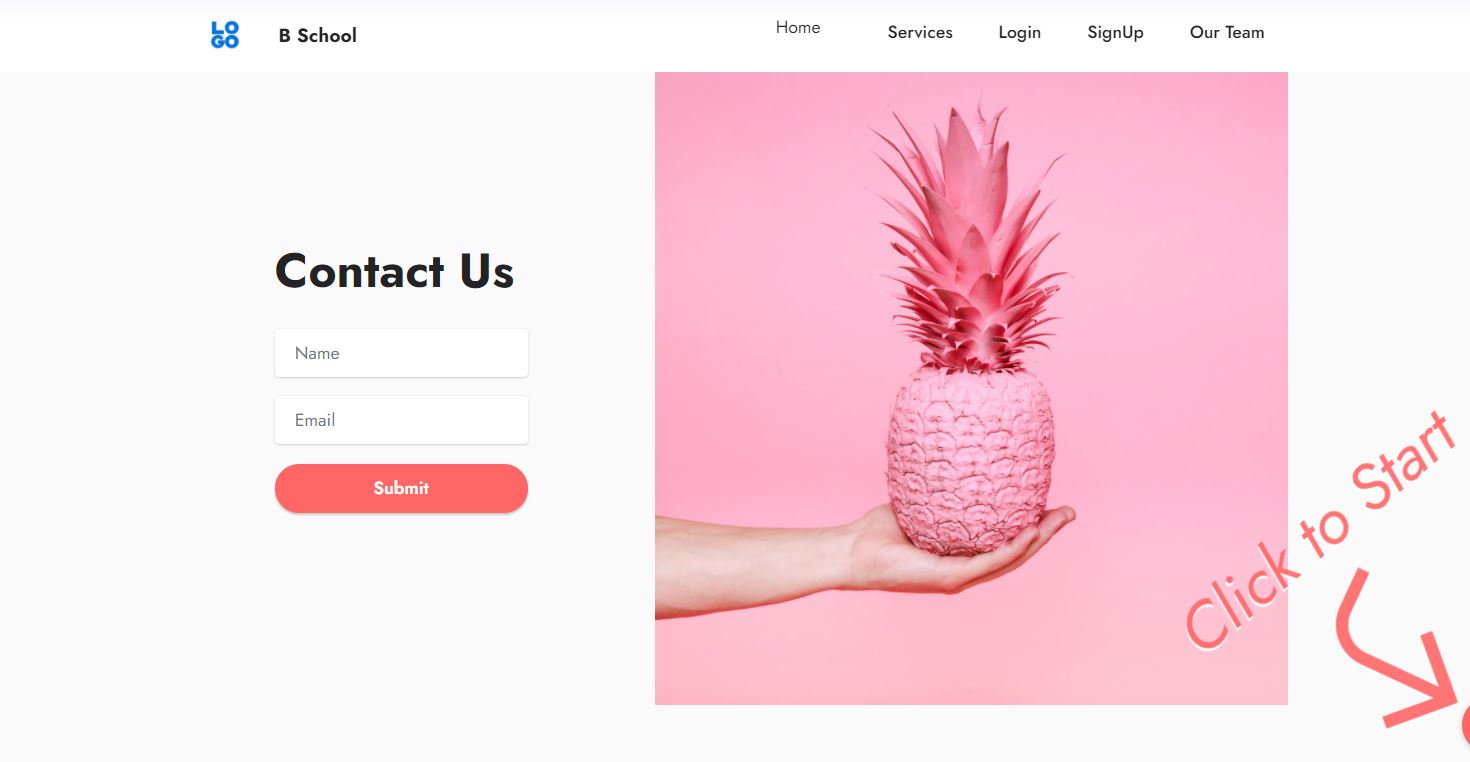 LO
GO
B School
Home
Services
Login
SignUp
Our Team
Contact Us
Name
Email
Submit
Click to Start